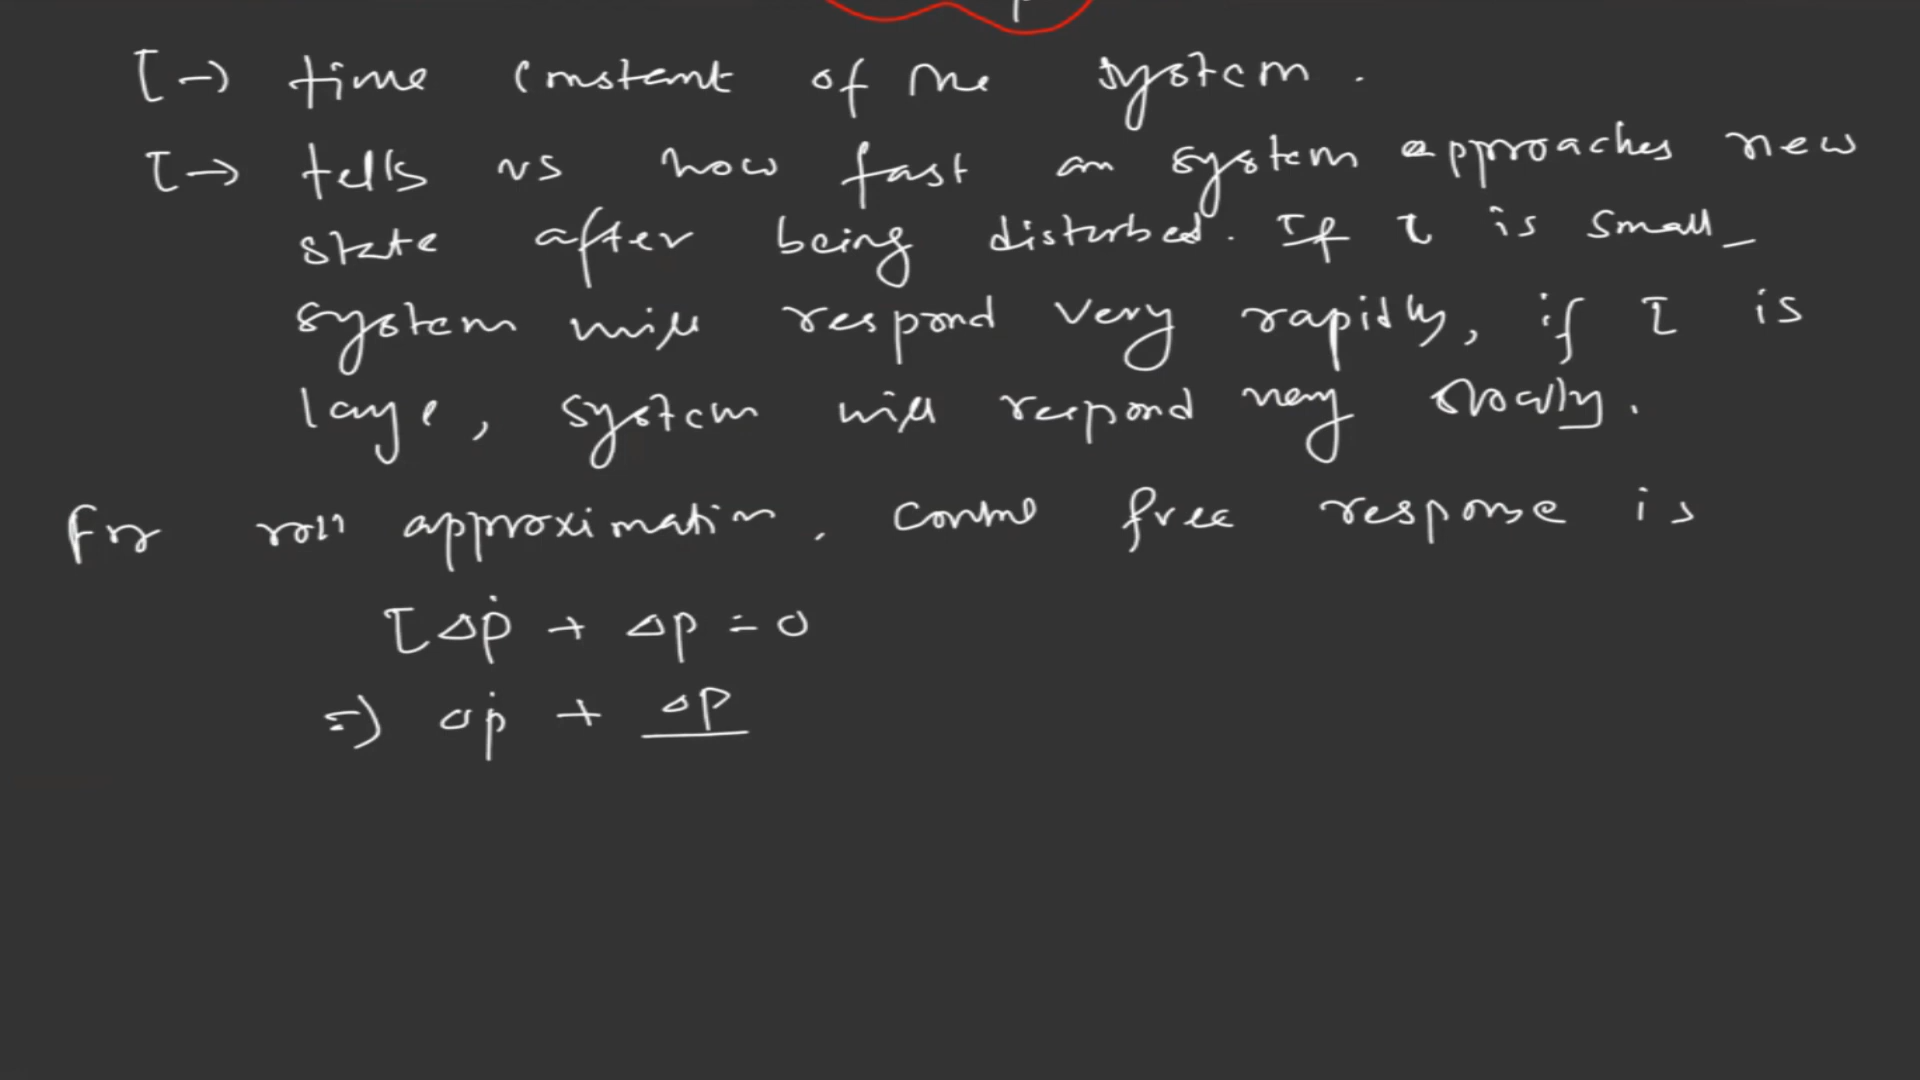 τ → time constant of the system.
τ → tells us how fast an system approaches new
state after being disturbed. If τ is small_
system will respond very rapidly, if τ is
large, system will respond very slowly.
For roll approximation, control free response is
τΔṗ + Δp = 0
⇒ Δṗ + Δp